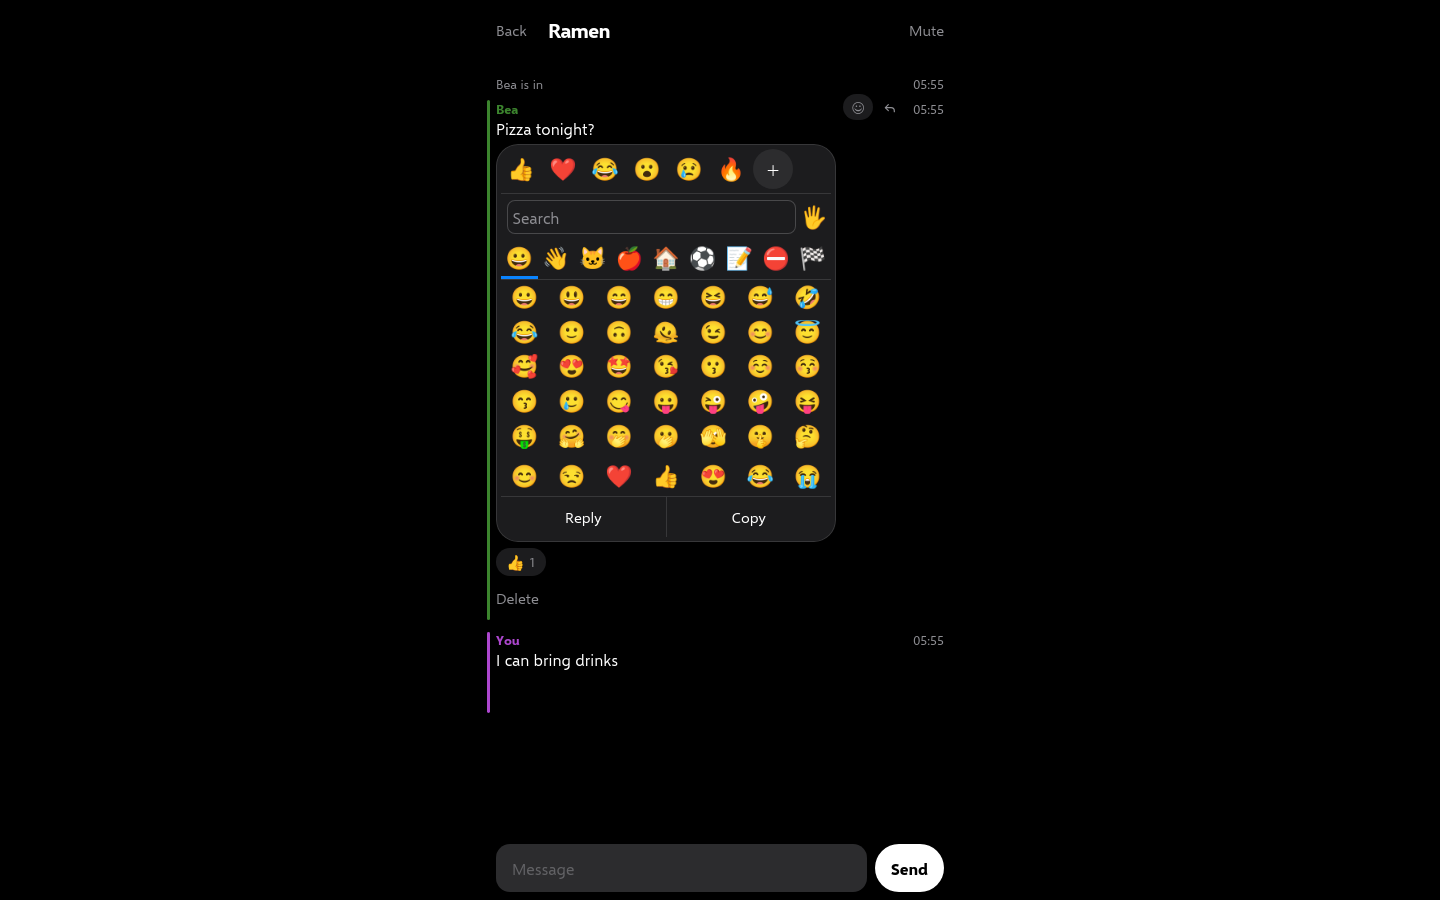 Back Ramen Mute
Bea is in 05:55
Bea 05:55
Pizza tonight?
+
Search
Reply Copy
1
Delete
You 05:55
I can bring drinks
Message Send